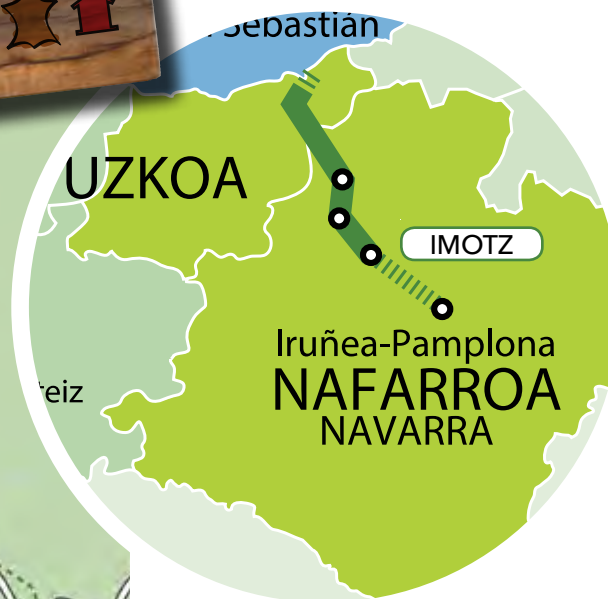 Sebastián
UZKOA
IMOTZ
Iruñea-Pamplona
teiz
NAFARROA
NAVARRA